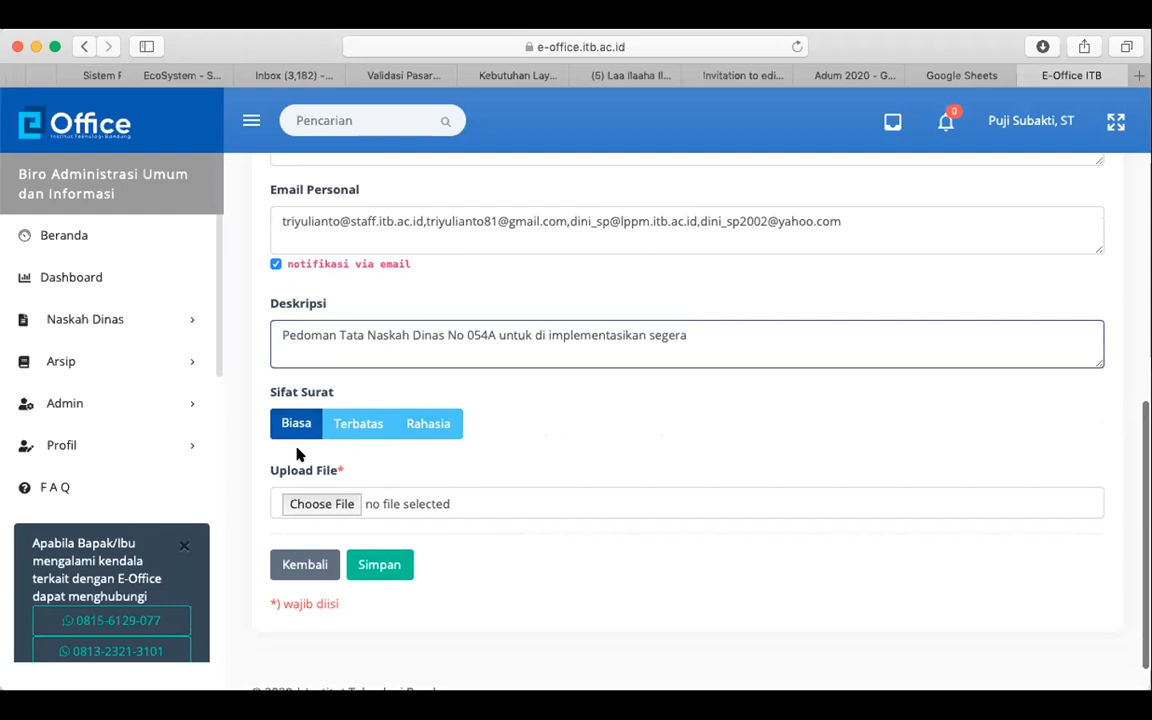 e-office.itb.ac.id
Sistem F
EcoSystem - S...
Inbox (3,182) –...
Validasi Pasar...
Kebutuhan Lay...
(5) Laa Ilaaha Il...
Invitation to edi...
Adum 2020 - G...
Google Sheets
E-Office ITB
Office
Institut Teknologi Bandung
Pencarian
0
Puji Subakti, ST
Biro Administrasi Umum
dan Informasi
Beranda
Dashboard
Naskah Dinas
Arsip
Admin
Profil
F A Q
Apabila Bapak/Ibu
mengalami kendala
terkait dengan E-Office
dapat menghubungi
0815-6129-077
0813-2321-3101
Email Personal
triyulianto@staff.itb.ac.id,triyulianto81@gmail.com,dini_sp@lppm.itb.ac.id,dini_sp2002@yahoo.com
notifikasi via email
Deskripsi
Pedoman Tata Naskah Dinas No 054A untuk di implementasikan segera
Sifat Surat
Biasa
Terbatas
Rahasia
Upload File*
Choose File no file selected
Kembali
Simpan
*) wajib diisi